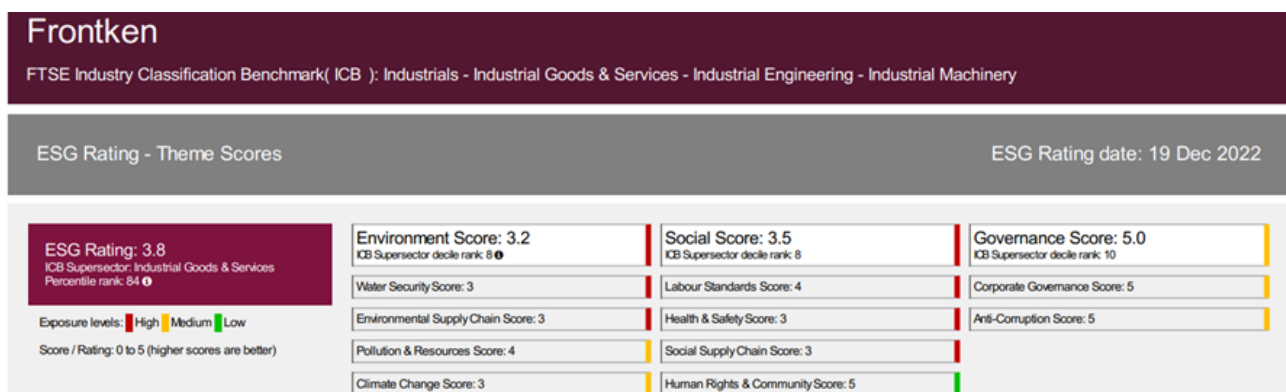 Frontken
FTSE Industry Classification Benchmark( ICB ): Industrials - Industrial Goods & Services - Industrial Engineering - Industrial Machinery
ESG Rating - Theme Scores
ESG Rating date: 19 Dec 2022
ESG Rating: 3.8
ICB Supersector: Industrial Goods & Services
Percentile rank: 84
Exposure levels: High Medium Low
Score / Rating: 0 to 5 (higher scores are better)
Environment Score: 3.2
ICB Supersector decile rank: 8
Water Security Score: 3
Environmental Supply Chain Score: 3
Pollution & Resources Score: 4
Climate Change Score: 3
Social Score: 3.5
ICB Supersector decile rank: 8
Labour Standards Score: 4
Health & Safety Score: 3
Social Supply Chain Score: 3
Human Rights & Community Score: 5
Governance Score: 5.0
ICB Supersector decile rank: 10
Corporate Governance Score: 5
Anti-Corruption Score: 5